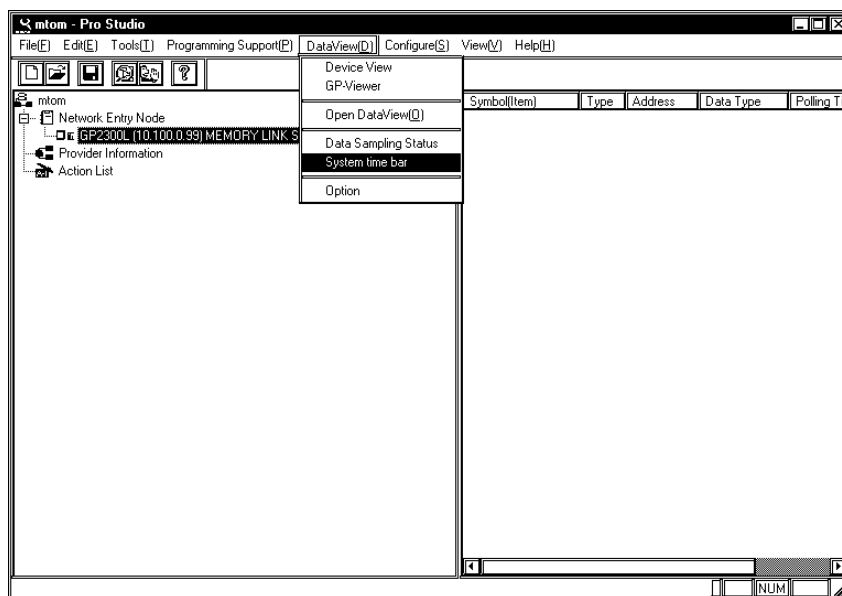 mtom - Pro Studio
File(F) Edit(E) Tools(T) Programming Support(P) DataView(D) Configure(S) View(V) Help(H)
Device View
GP-Viewer
Open DataView(O)
Data Sampling Status
System time bar
Option
mtom
Network Entry Node
GP2300L (10.100.0.99) MEMORY LINK S
Provider Information
Action List
Symbol(Item) Type Address Data Type Polling Ti
NUM